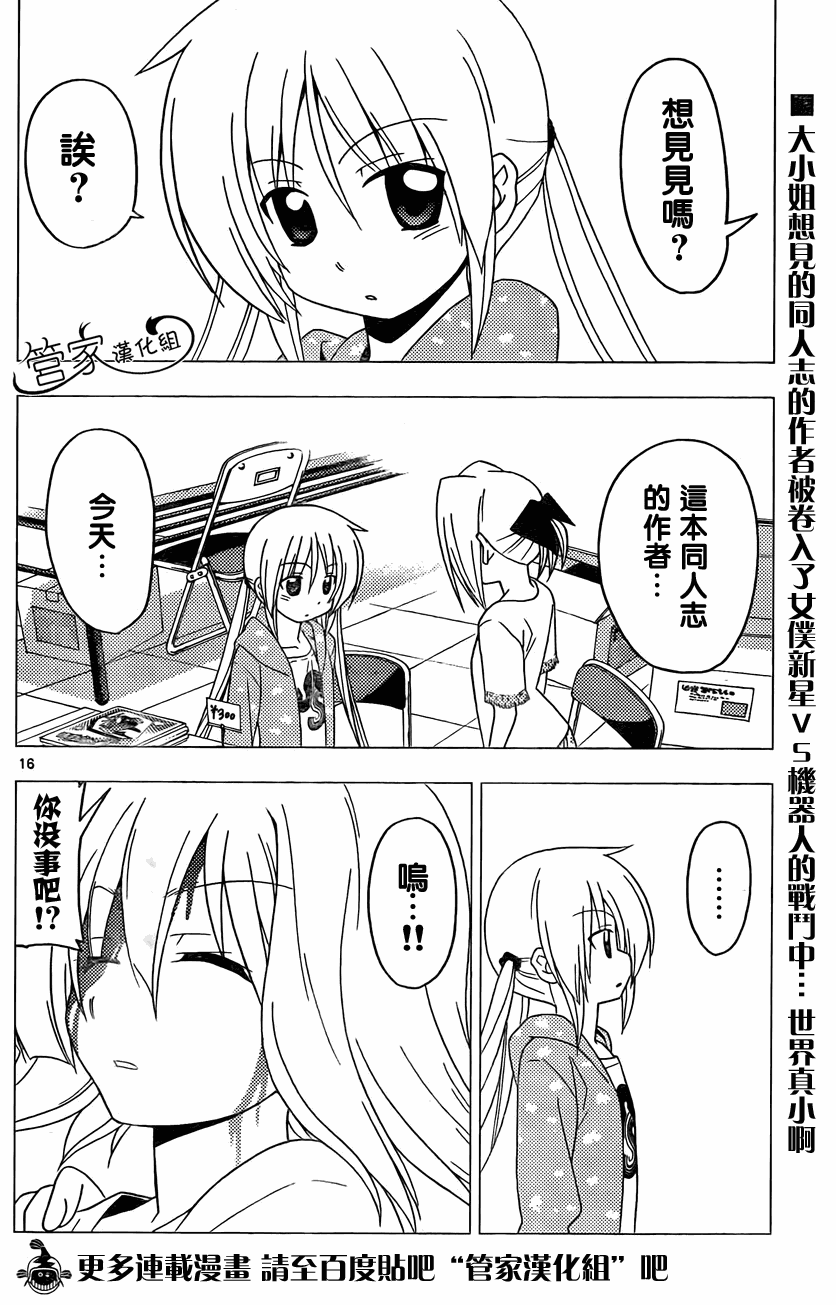 想見見嗎？
誒？
管家漢化組
這本同人志
的作者…
今天…
¥300
16
……
嗚…!!
你没事吧!?
大小姐想見的同人志的作者被卷入了女僕新星VS機器人的戰鬥中… 世界真小啊
更多連載漫畫 請至百度貼吧“管家漢化組”吧